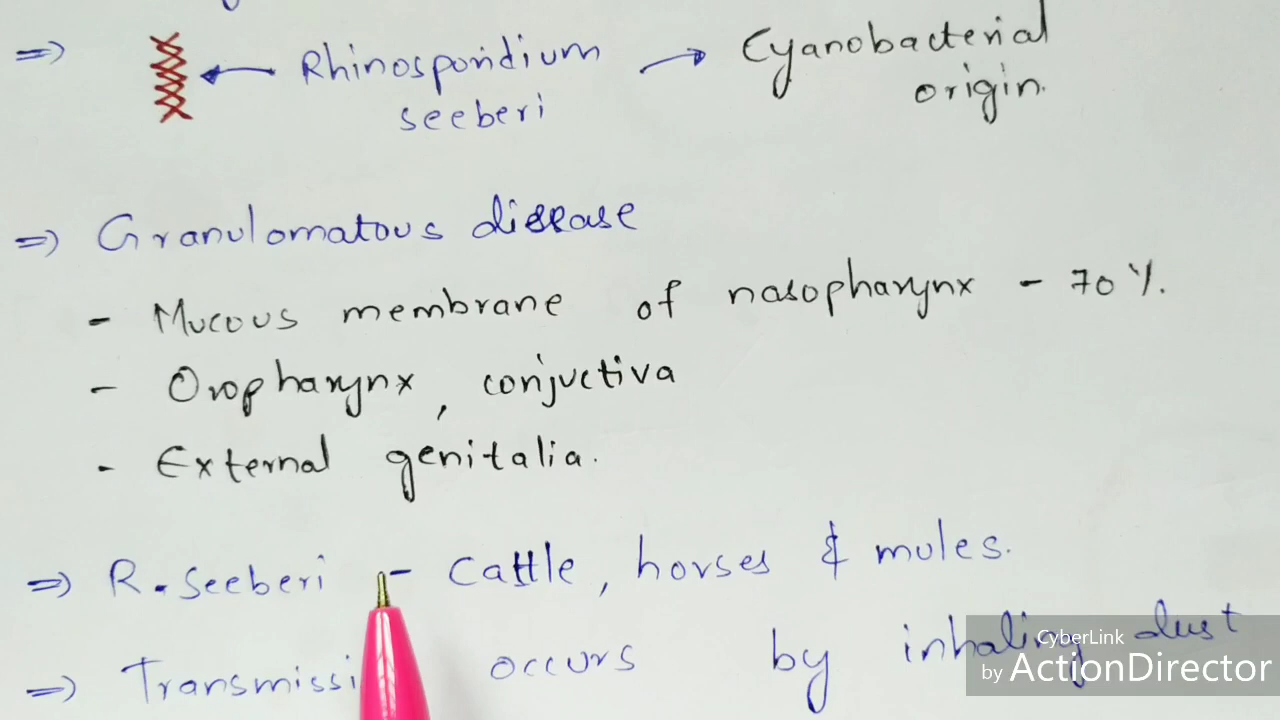 ⇒ ← Rhinosporidium → Cyanobacterial
seeberi origin.
⇒ Granulomatous disease
- Mucous membrane of nasopharynx - 70 %.
- Oropharynx, conjuctiva
- External genitalia.
⇒ R. seeberi - Cattle, horses & mules.
⇒ Transmissi occurs by inhaling dust
CyberLink
by ActionDirector